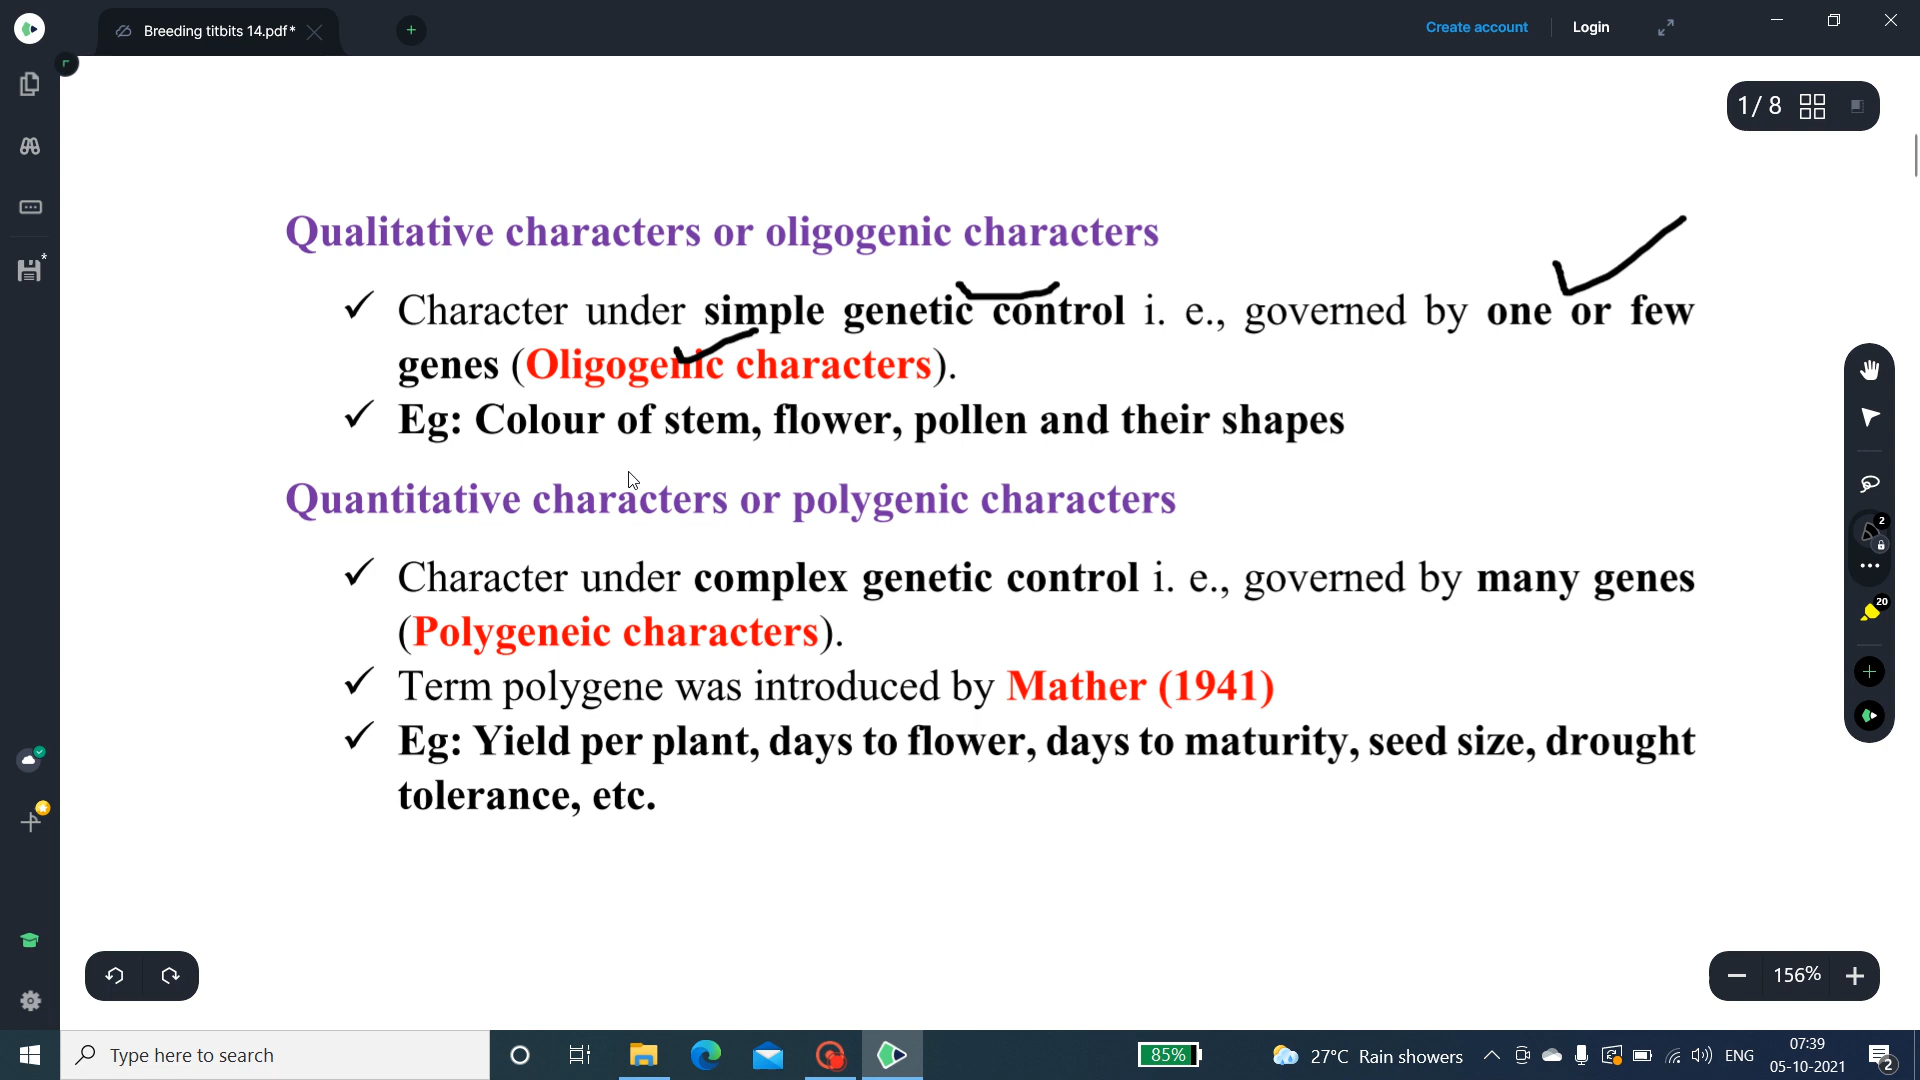 Breeding titbits 14.pdf*
Create account
Login
1/ 8
Qualitative characters or oligogenic characters
✓ Character under simple genetic control i. e., governed by one or few
genes (Oligogenic characters).
✓ Eg: Colour of stem, flower, pollen and their shapes
Quantitative characters or polygenic characters
✓ Character under complex genetic control i. e., governed by many genes
(Polygeneic characters).
✓ Term polygene was introduced by Mather (1941)
✓ Eg: Yield per plant, days to flower, days to maturity, seed size, drought
tolerance, etc.
2
20
156%
Type here to search
85%
27°C Rain showers
ENG
07:39
05-10-2021
2